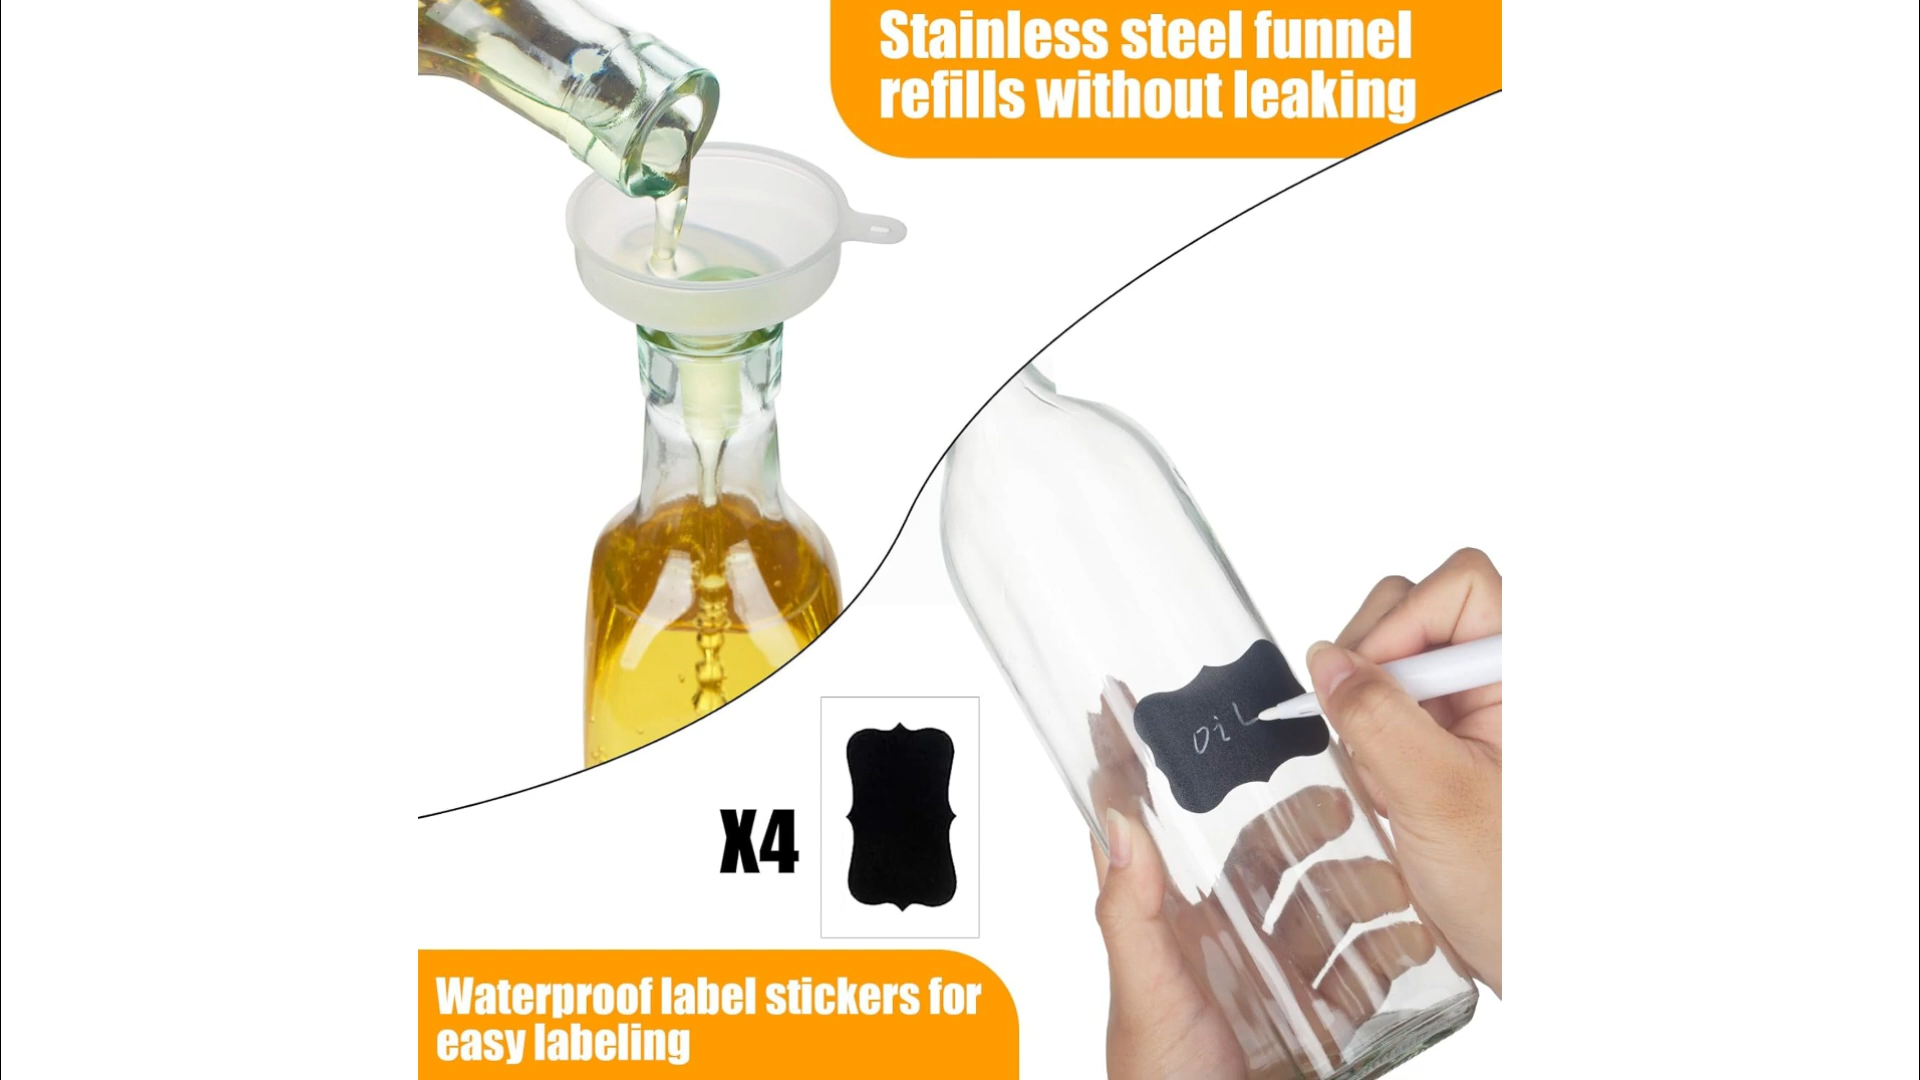 Stainless steel funnel
refills without leaking
OiL
X4
Waterproof label stickers for
easy labeling